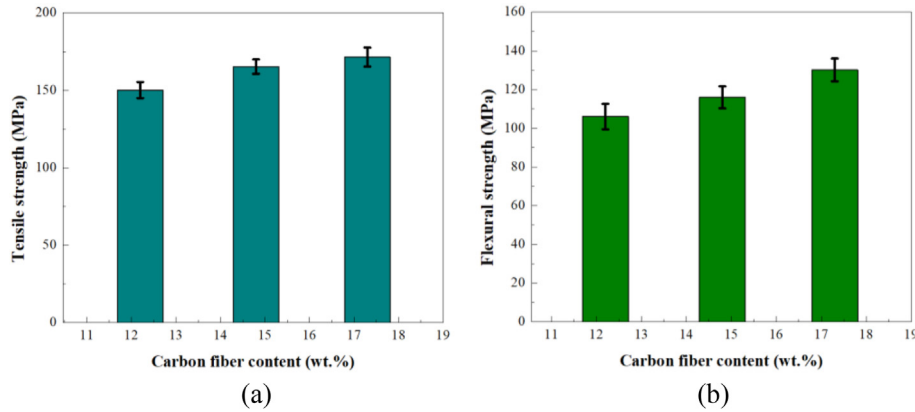 200
150
100
50
0
Tensile strength (MPa)
11 12 13 14 15 16 17 18 19
Carbon fiber content (wt.%)
(a)
160
140
120
100
80
60
40
20
0
Flexural strength (MPa)
11 12 13 14 15 16 17 18 19
Carbon fiber content (wt.%)
(b)